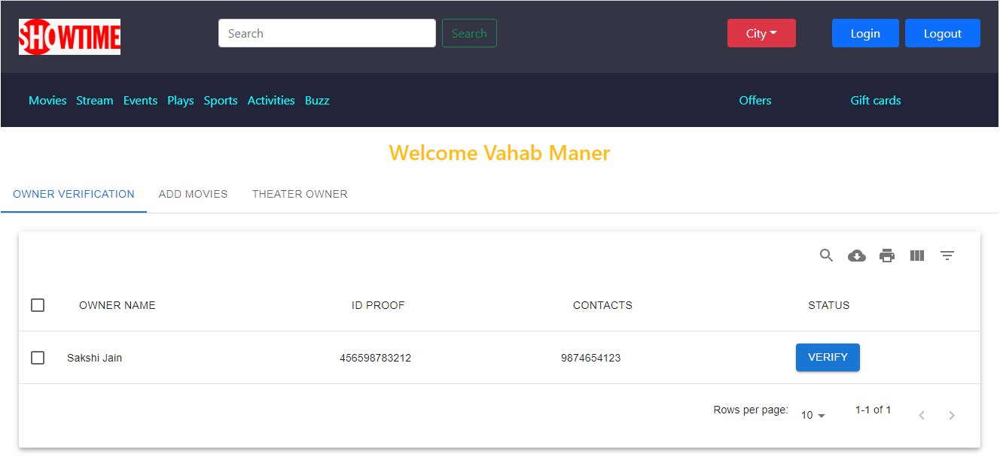 SHOWTIME Search Search City Login Logout
Movies Stream Events Plays Sports Activities Buzz Offers Gift cards
Welcome Vahab Maner
OWNER VERIFICATION ADD MOVIES THEATER OWNER
OWNER NAME ID PROOF CONTACTS STATUS
Sakshi Jain 456598783212 9874654123 VERIFY
Rows per page: 10 1-1 of 1